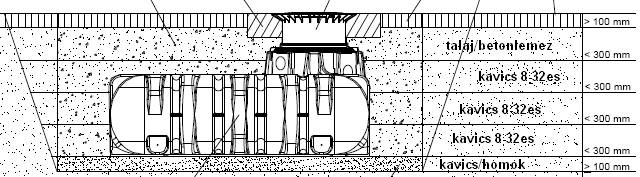 > 100 mm
talaj/betonlemez
< 300 mm
kavics 8-32es
< 300 mm
kavics 8-32es
< 300 mm
kavics 8-32es
< 300 mm
kavics/homok
> 100 mm